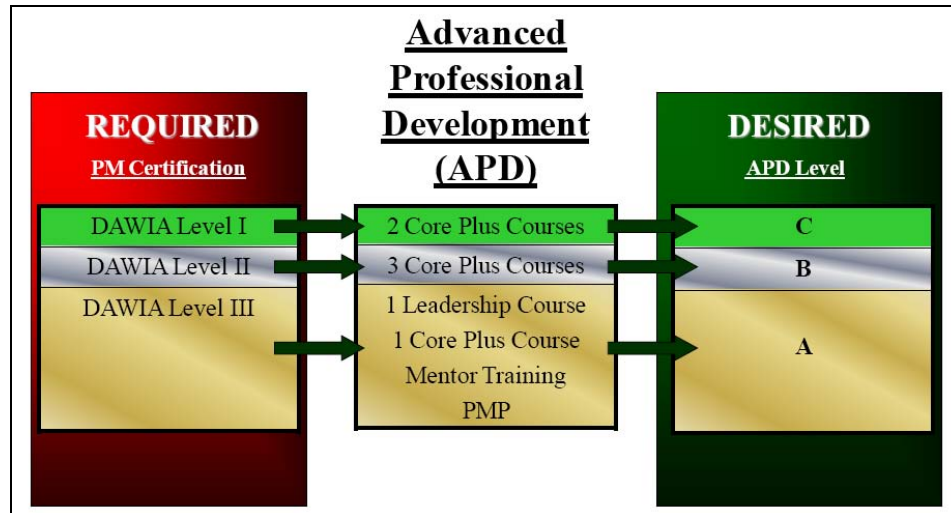 Advanced
Professional
Development
(APD)
REQUIRED
PM Certification
DESIRED
APD Level
DAWIA Level I
2 Core Plus Courses
C
DAWIA Level II
3 Core Plus Courses
B
DAWIA Level III
1 Leadership Course
1 Core Plus Course
Mentor Training
PMP
A